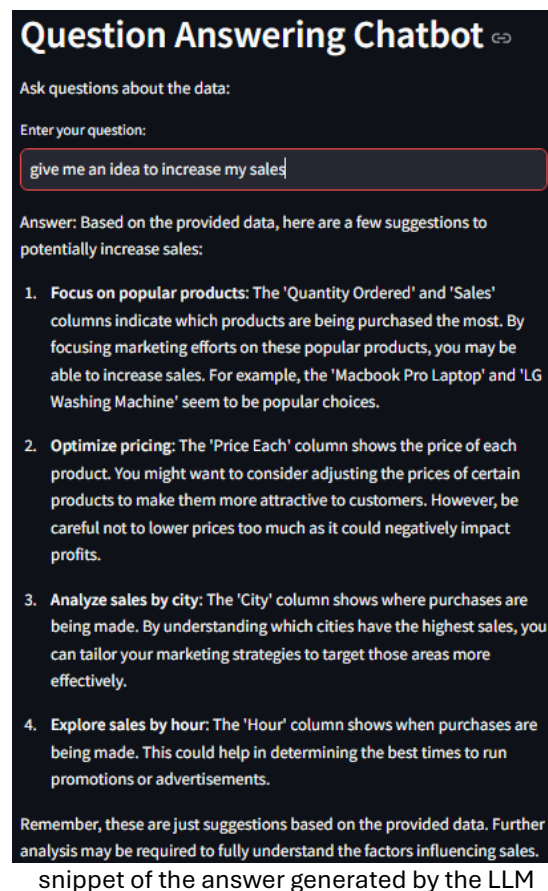 Question Answering Chatbot
Ask questions about the data:
Enter your question:
give me an idea to increase my sales
Answer: Based on the provided data, here are a few suggestions to
potentially increase sales:
1. Focus on popular products: The 'Quantity Ordered' and 'Sales'
columns indicate which products are being purchased the most. By
focusing marketing efforts on these popular products, you may be
able to increase sales. For example, the 'Macbook Pro Laptop' and 'LG
Washing Machine' seem to be popular choices.
2. Optimize pricing: The 'Price Each' column shows the price of each
product. You might want to consider adjusting the prices of certain
products to make them more attractive to customers. However, be
careful not to lower prices too much as it could negatively impact
profits.
3. Analyze sales by city: The 'City' column shows where purchases are
being made. By understanding which cities have the highest sales, you
can tailor your marketing strategies to target those areas more
effectively.
4. Explore sales by hour: The 'Hour' column shows when purchases are
being made. This could help in determining the best times to run
promotions or advertisements.
Remember, these are just suggestions based on the provided data. Further
analysis may be required to fully understand the factors influencing sales.
snippet of the answer generated by the LLM